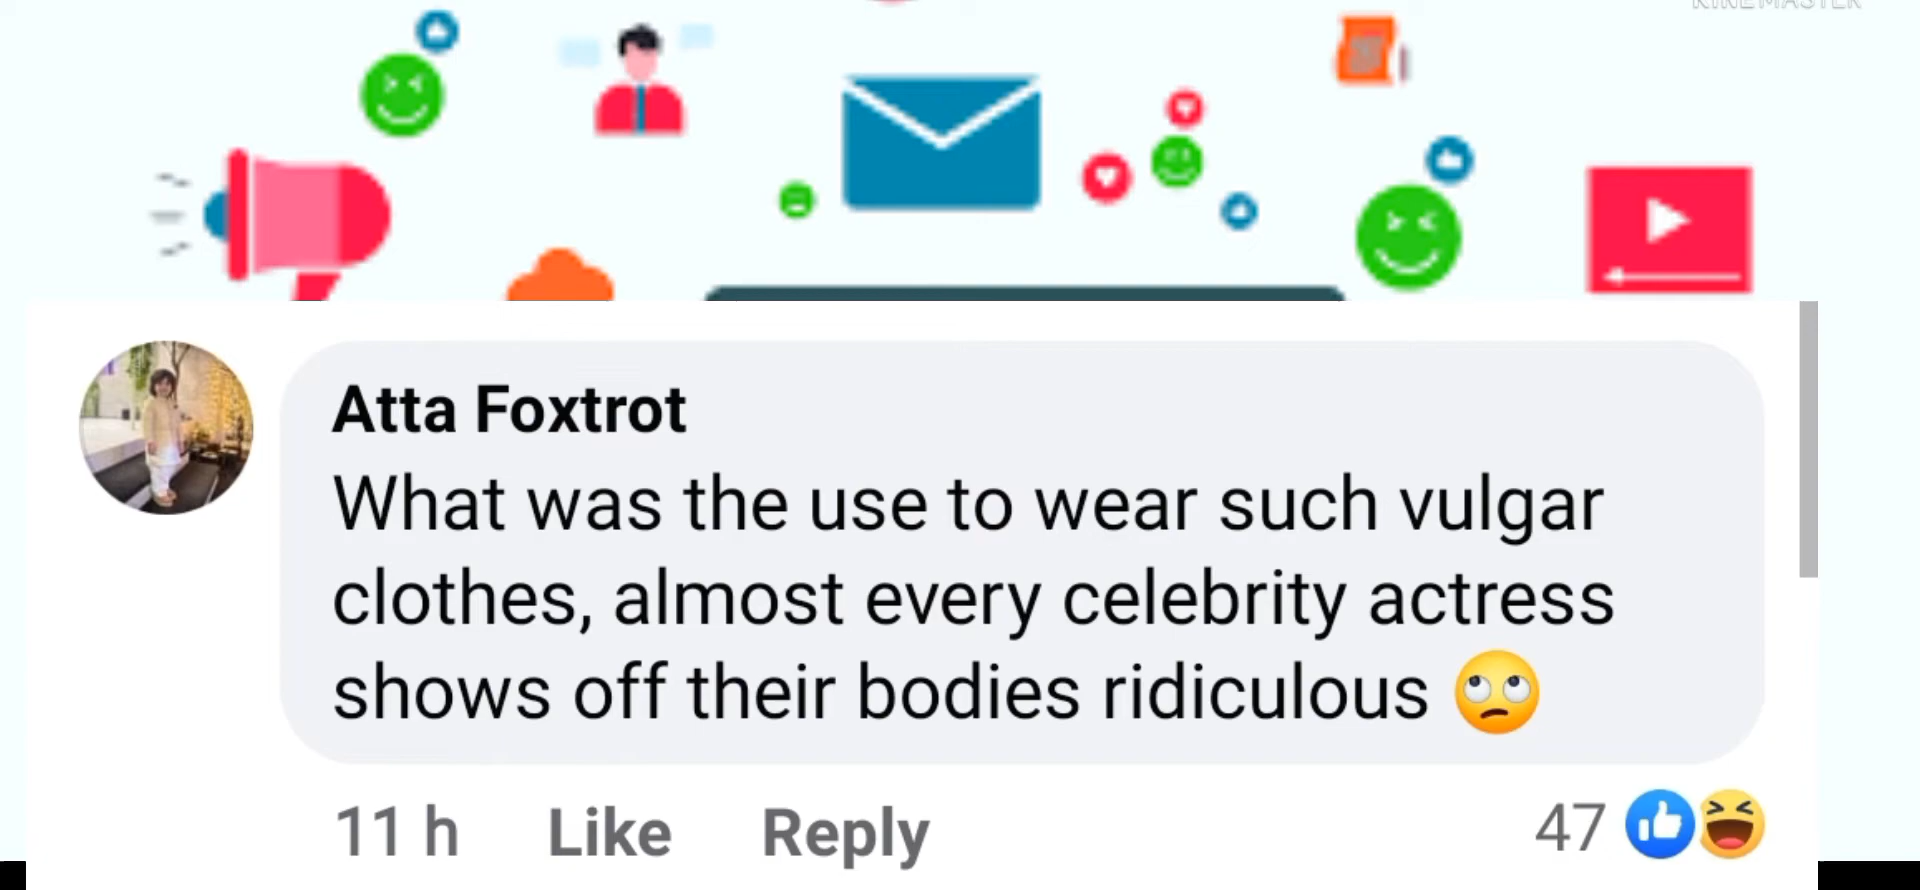 KINEMASTER
Atta Foxtrot
What was the use to wear such vulgar
clothes, almost every celebrity actress
shows off their bodies ridiculous 🙄
11 h Like Reply 47